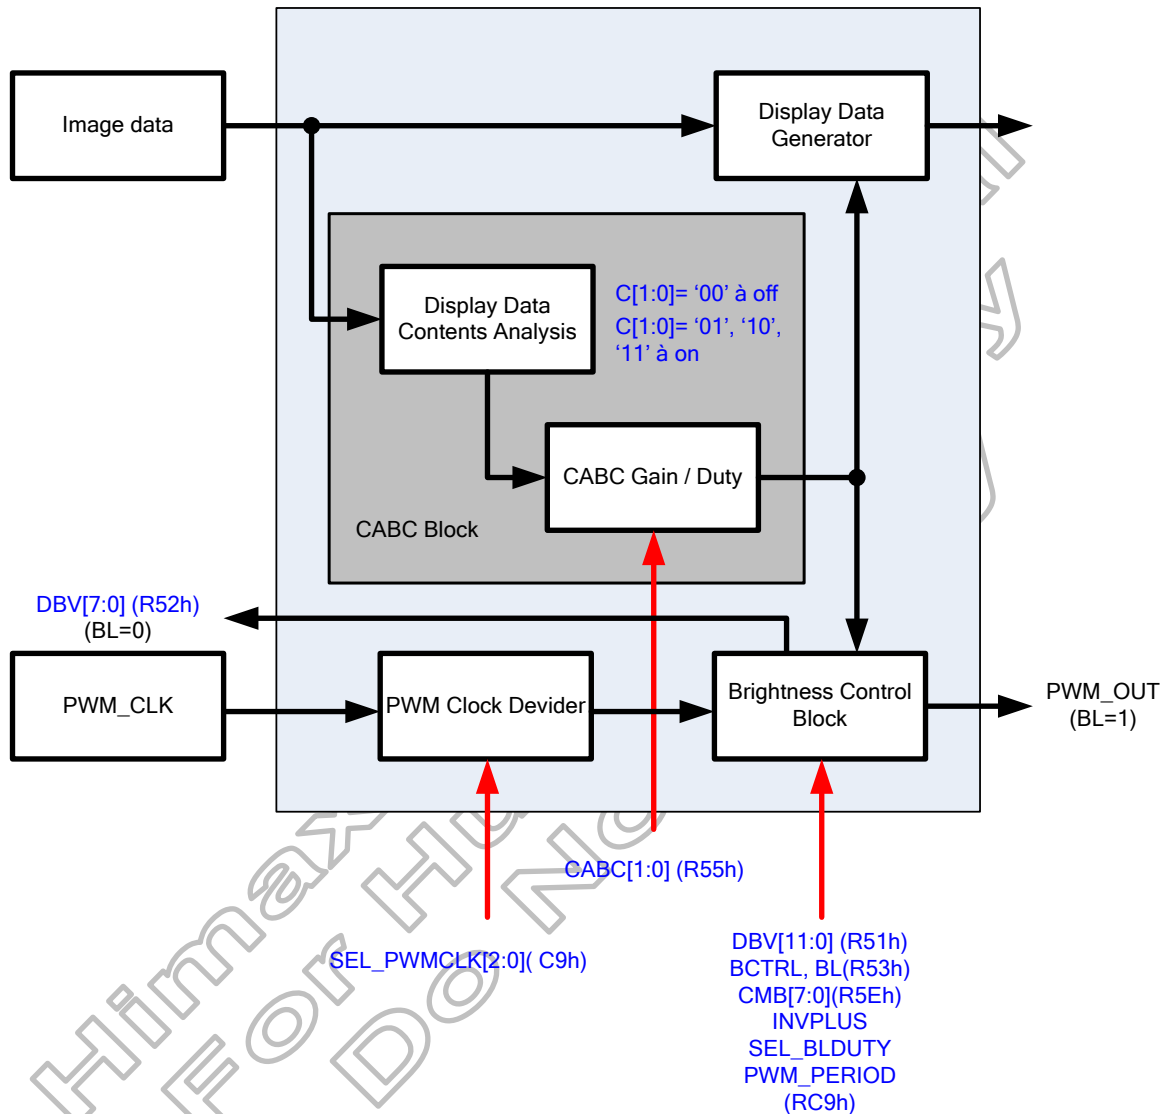 Image data
Display Data
Generator
Display Data
Contents Analysis
C[1:0]= ‘00’ à off
C[1:0]= ‘01’, ‘10’,
‘11’ à on
CABC Gain / Duty
CABC Block
DBV[7:0] (R52h)
(BL=0)
PWM_CLK
PWM Clock Devider
Brightness Control
Block
PWM_OUT
(BL=1)
CABC[1:0] (R55h)
SEL_PWMCLK[2:0]( C9h)
DBV[11:0] (R51h)
BCTRL, BL(R53h)
CMB[7:0](R5Eh)
INVPLUS
SEL_BLDUTY
PWM_PERIOD
(RC9h)
Himax
For
Do